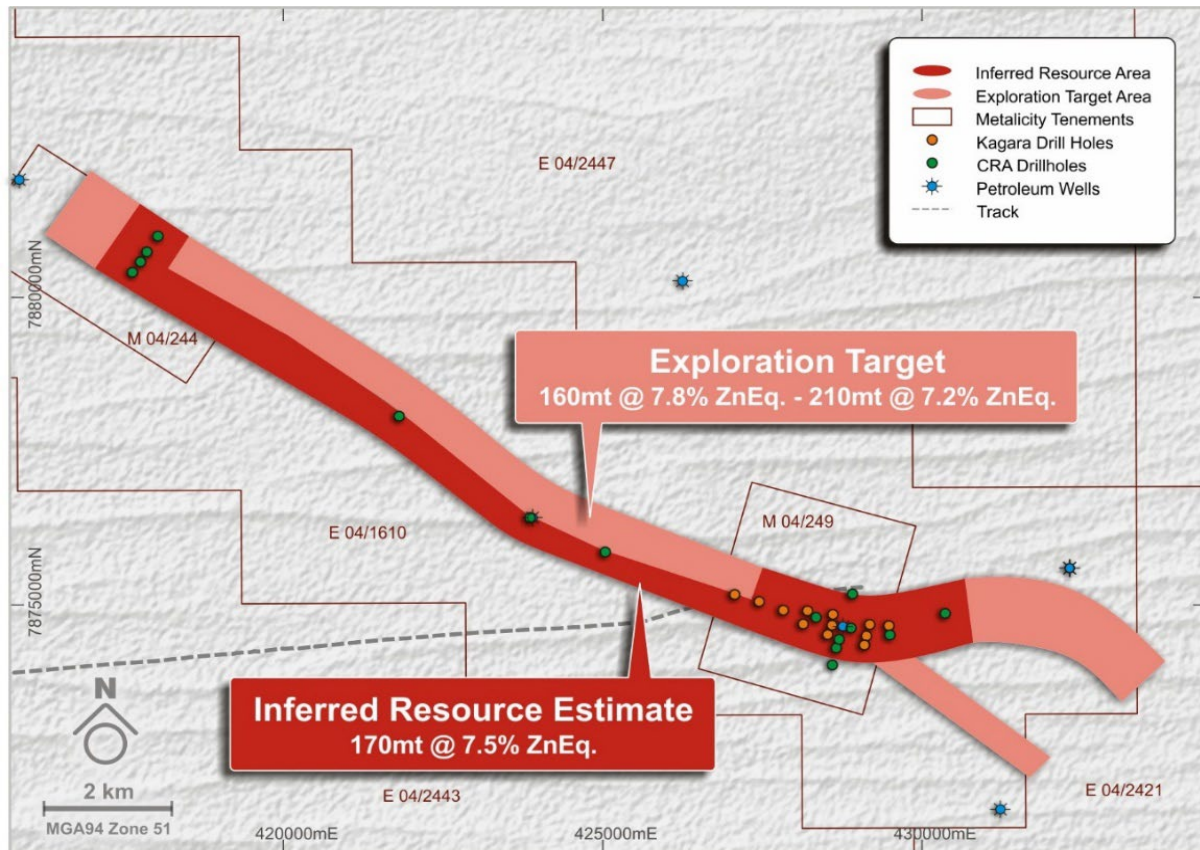 Inferred Resource Area
Exploration Target Area
Metalicity Tenements
Kagara Drill Holes
CRA Drillholes
Petroleum Wells
Track
E 04/2447
7880000mN
M 04/244
Exploration Target
160mt @ 7.8% ZnEq. - 210mt @ 7.2% ZnEq.
M 04/249
E 04/1610
7875000mN
Inferred Resource Estimate
170mt @ 7.5% ZnEq.
N
2 km
MGA94 Zone 51
E 04/2443
E 04/2421
420000mE
425000mE
430000mE